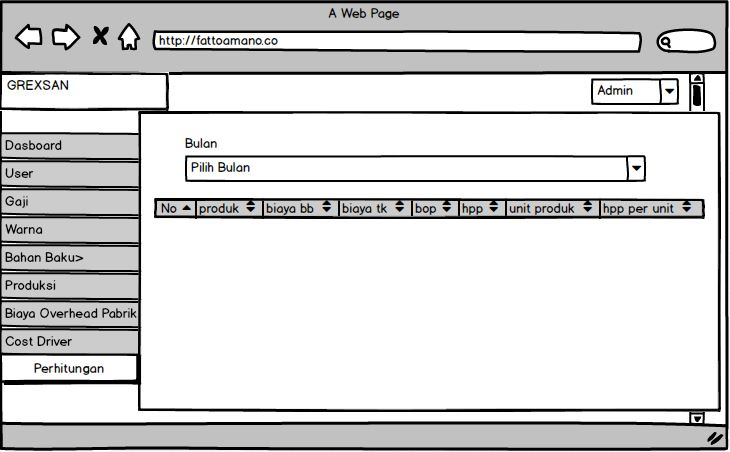 A Web Page
http://fattoamano.co
GREXSAN
Admin
Dasboard
User
Gaji
Warna
Bahan Baku>
Produksi
Biaya Overhead Pabrik
Cost Driver
Perhitungan
Bulan
Pilih Bulan
No produk biaya bb biaya tk bop hpp unit produk hpp per unit